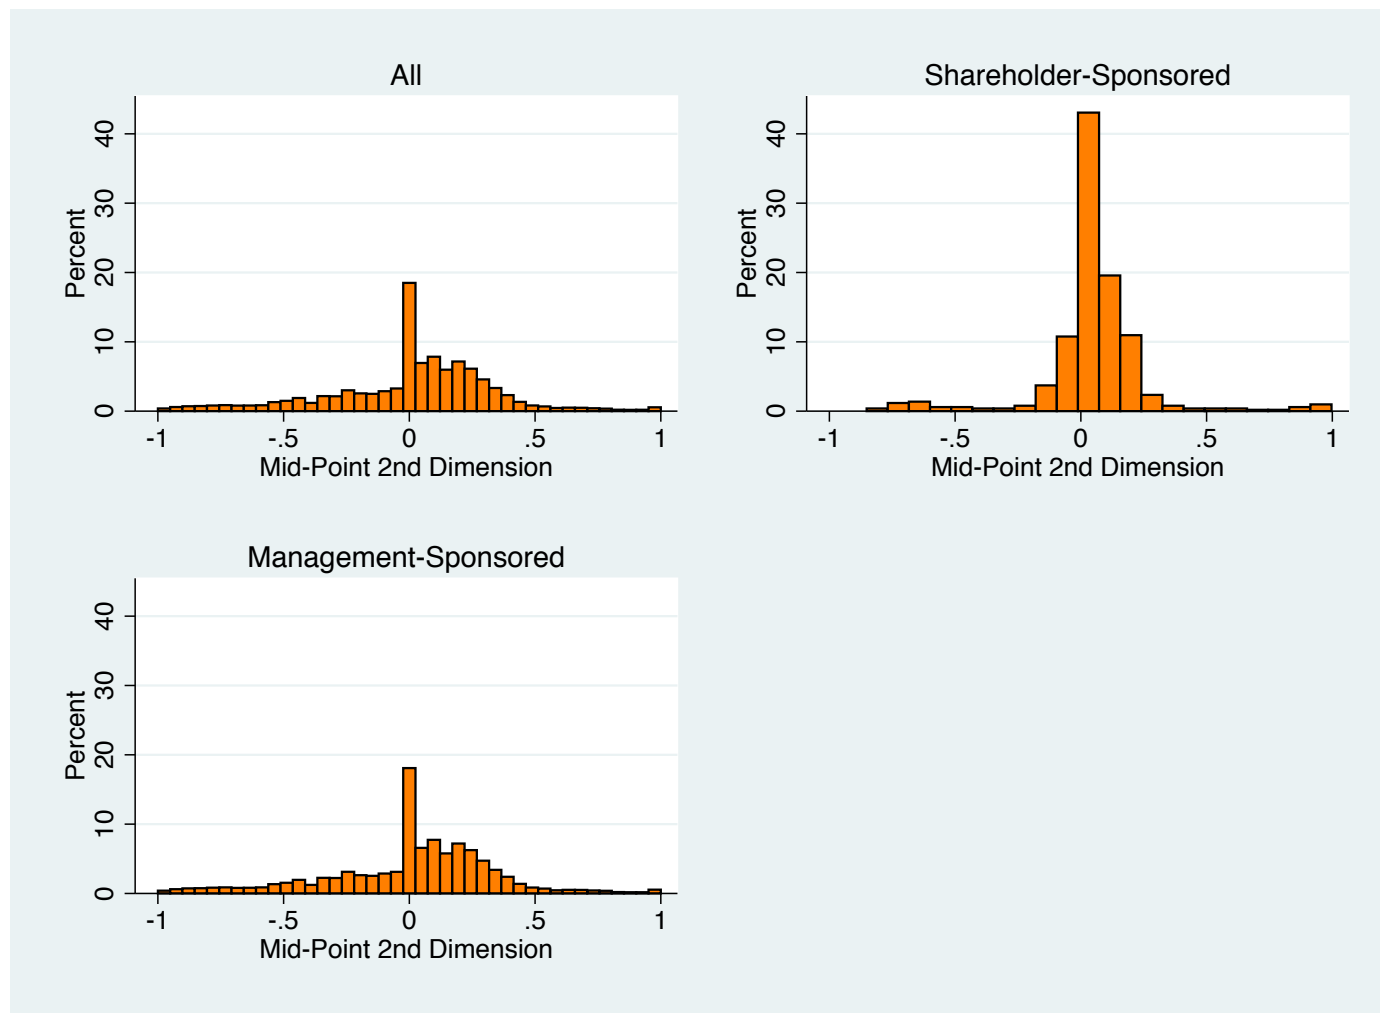 All
Percent
40
30
20
10
0
-1 -.5 0 .5 1
Mid-Point 2nd Dimension
Shareholder-Sponsored
Percent
40
30
20
10
0
-1 -.5 0 .5 1
Mid-Point 2nd Dimension
Management-Sponsored
Percent
40
30
20
10
0
-1 -.5 0 .5 1
Mid-Point 2nd Dimension